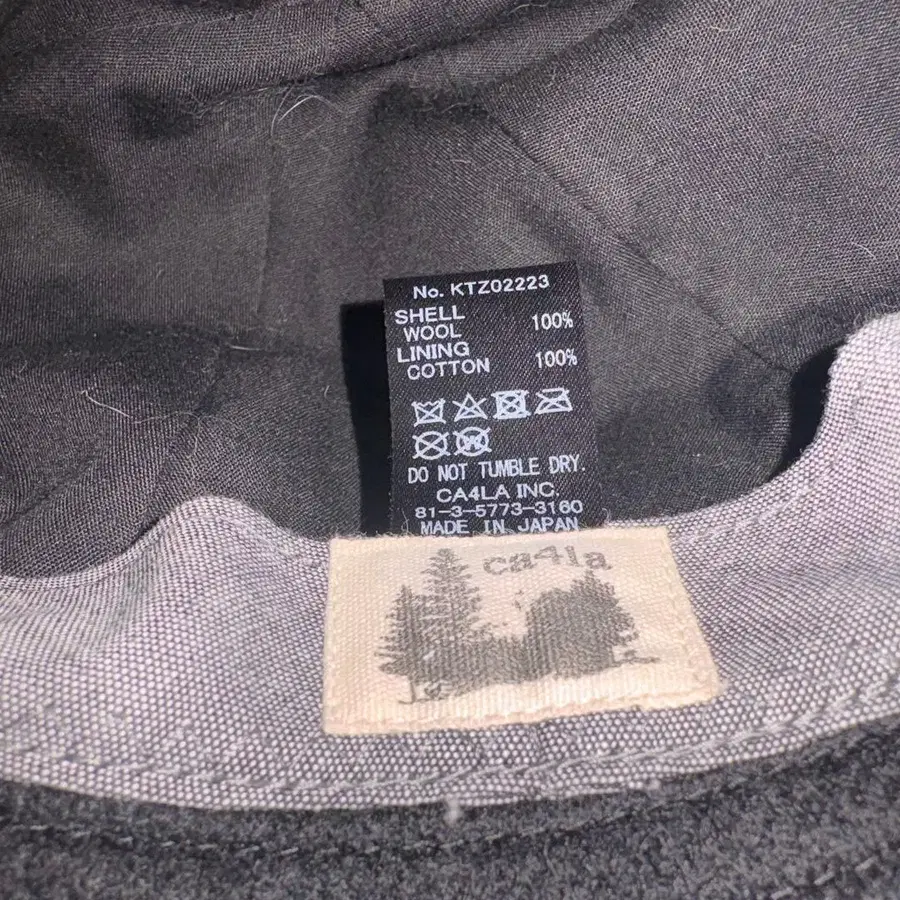 No. KTZ02223
SHELL
WOOL 100%
LINING
COTTON 100%
DO NOT TUMBLE DRY.
CA4LA INC.
81-3-5773-3160
MADE IN JAPAN
ca4la